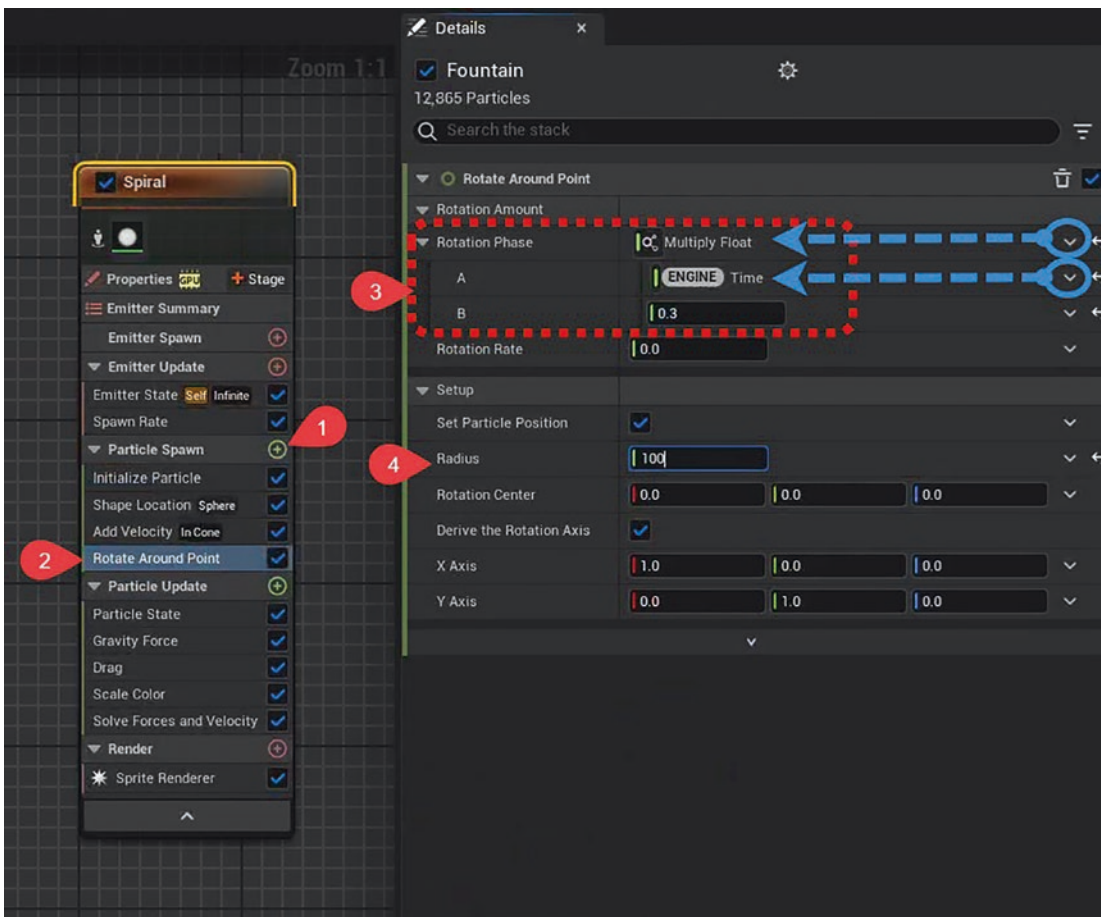 Zoom 1:1
Spiral
Properties GPU + Stage
Emitter Summary
Emitter Spawn
Emitter Update
Emitter State Self Infinite
Spawn Rate
1
Particle Spawn
Initialize Particle
Shape Location Sphere
Add Velocity In Cone
2
Rotate Around Point
Particle Update
Particle State
Gravity Force
Drag
Scale Color
Solve Forces and Velocity
Render
Sprite Renderer
Details ×
Fountain
12,865 Particles
Search the stack
Rotate Around Point
Rotation Amount
Rotation Phase Multiply Float
3
A ENGINE Time
B 0.3
Rotation Rate 0.0
Setup
Set Particle Position
4
Radius 100
Rotation Center 0.0 0.0 0.0
Derive the Rotation Axis
X Axis 1.0 0.0 0.0
Y Axis 0.0 1.0 0.0